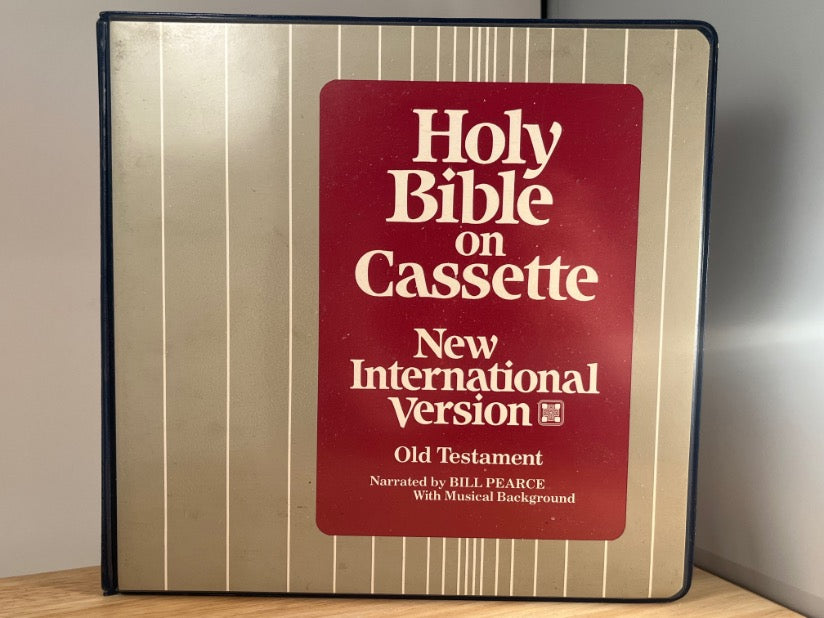 Holy
Bible
on
Cassette
New
International
Version
Old Testament
Narrated by BILL PEARCE
With Musical Background